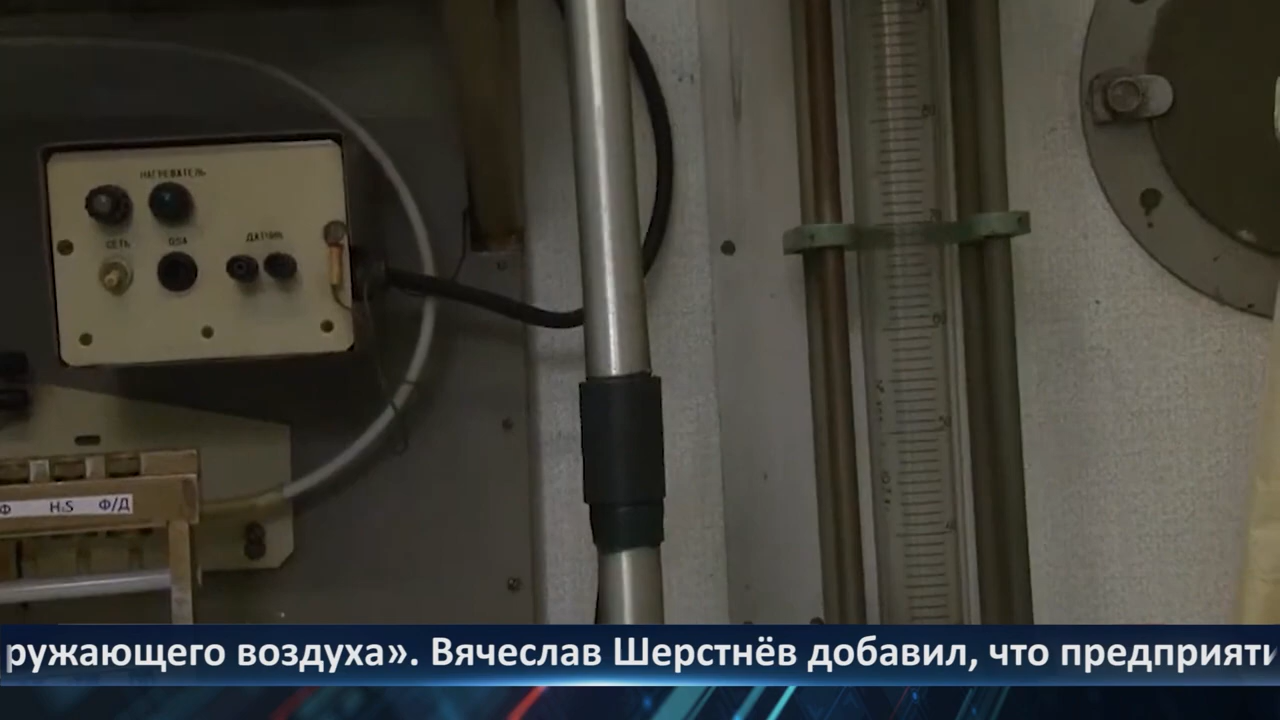 НАГРЕВАТЕЛЬ
СЕТЬ 0,5А ДАТЧИК
Ф H₂S Ф/Д
ружающего воздуха». Вячеслав Шерстнёв добавил, что предприяти